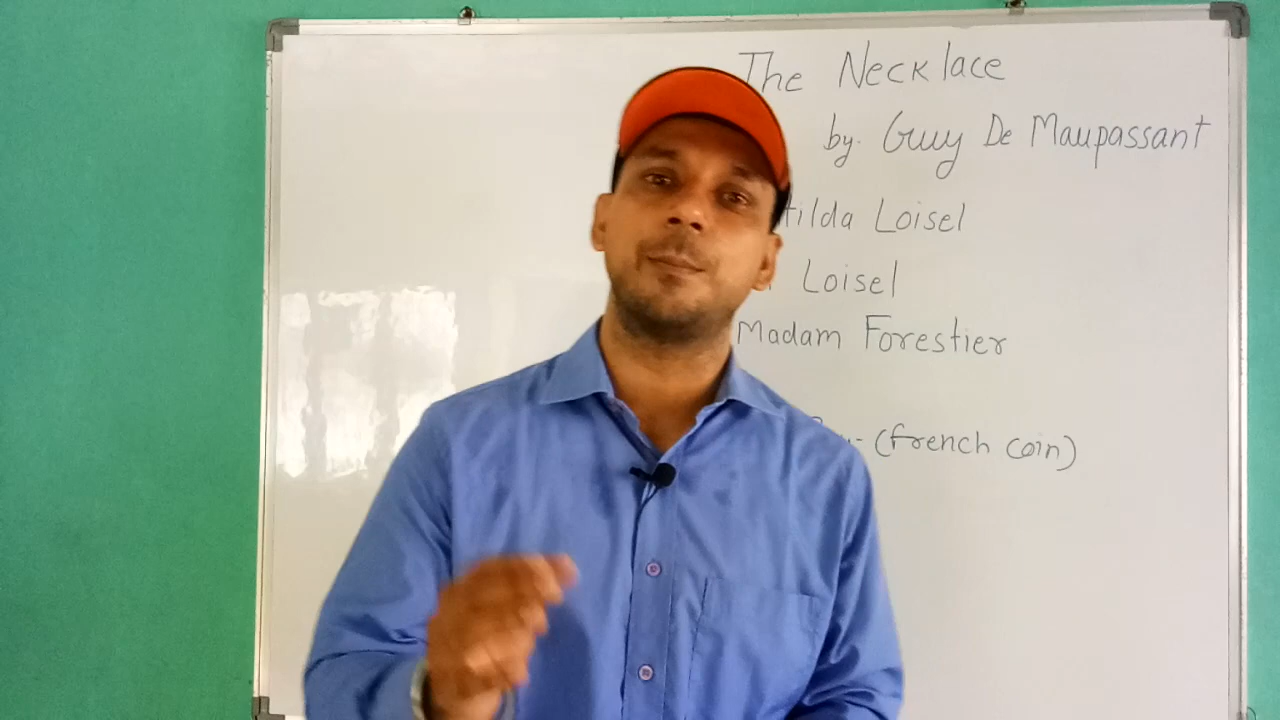 The Necklace
by. Guy De Maupassant
tilda Loisel
Loisel
Madam Forestier
(french coin)